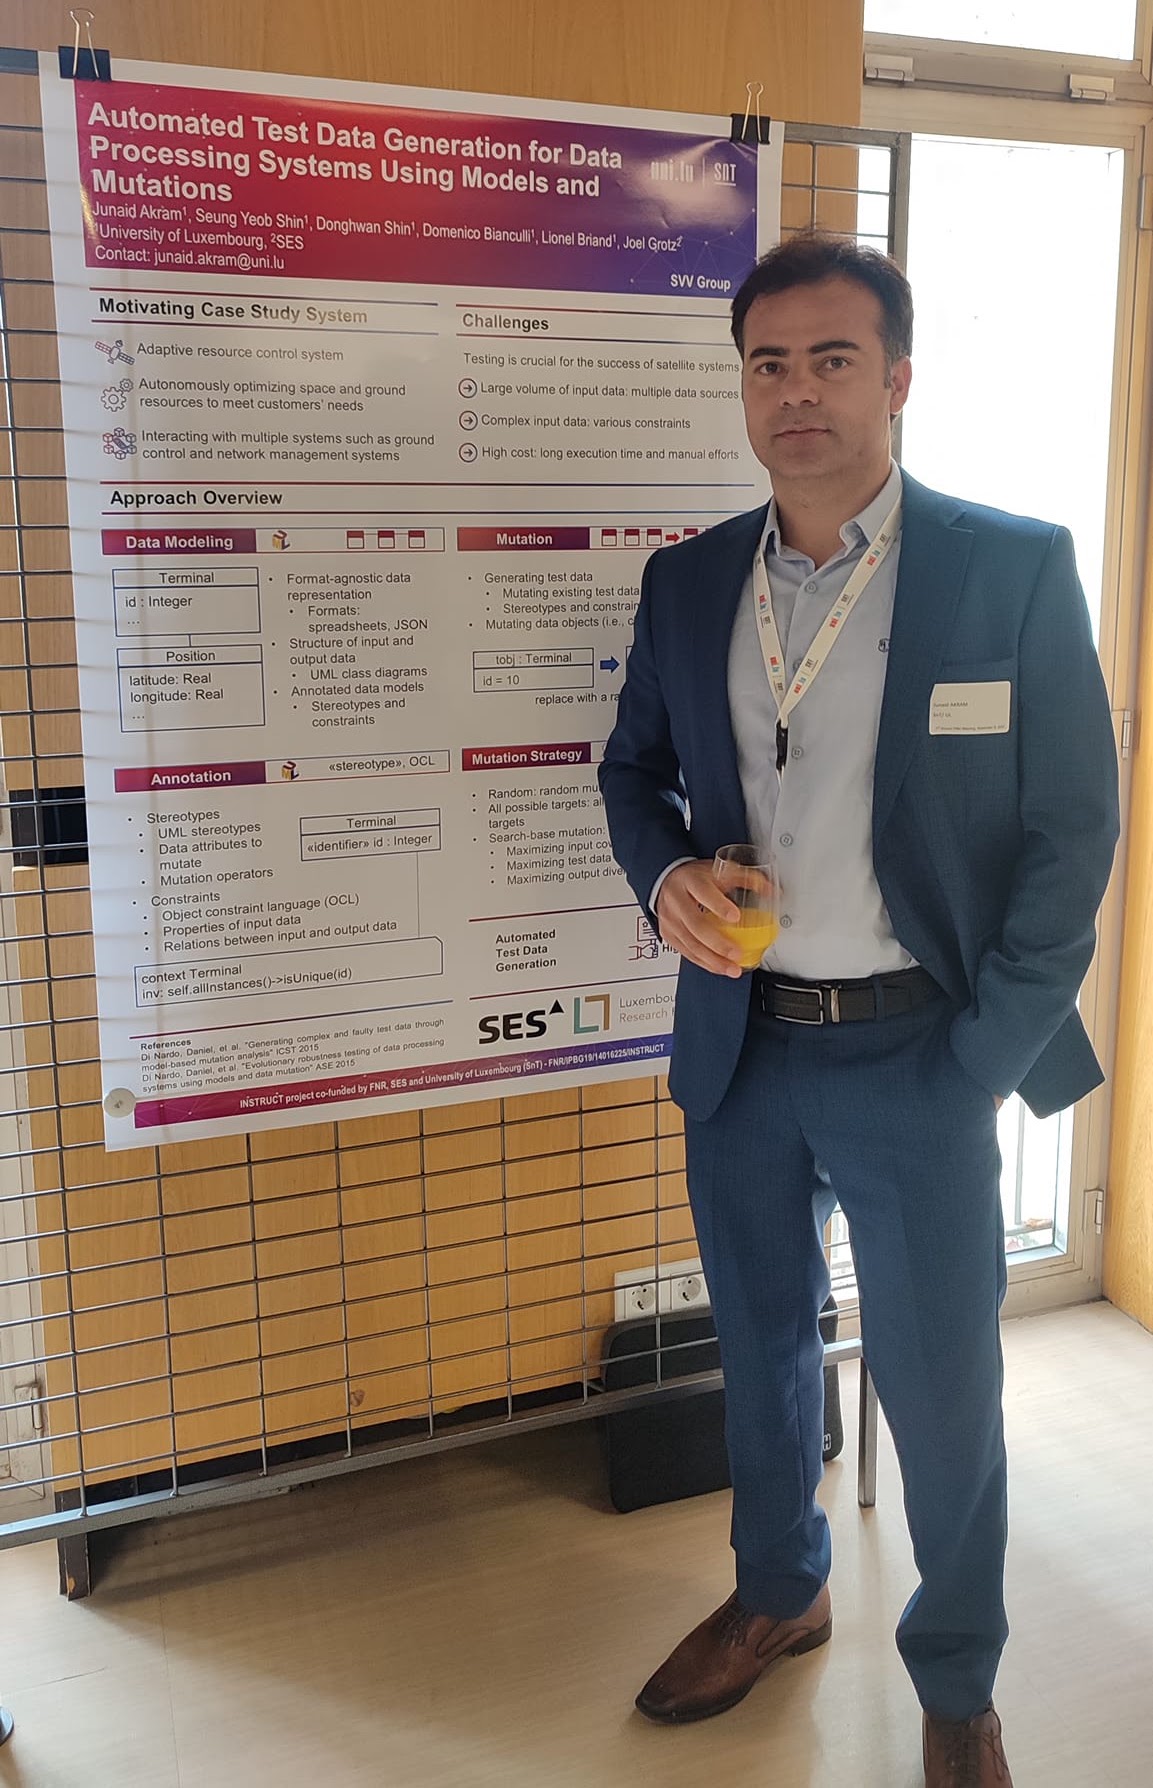 Automated Test Data Generation for Data
Processing Systems Using Models and
Mutations
uni.lu | SNT
Junaid Akram¹, Seung Yeob Shin¹, Donghwan Shin¹, Domenico Bianculli¹, Lionel Briand¹, Joel Grotz²
¹University of Luxembourg, ²SES
Contact: junaid.akram@uni.lu
SVV Group
Motivating Case Study System
Adaptive resource control system
Autonomously optimizing space and ground
resources to meet customers' needs
Interacting with multiple systems such as ground
control and network management systems
Challenges
Testing is crucial for the success of satellite systems
Large volume of input data: multiple data sources
Complex input data: various constraints
High cost: long execution time and manual efforts
Approach Overview
Data Modeling
Terminal
id : Integer
...
Position
latitude: Real
longitude: Real
...
• Format-agnostic data
representation
• Formats:
spreadsheets, JSON
• Structure of input and
output data
• UML class diagrams
• Annotated data models
• Stereotypes and
constraints
Mutation
• Generating test data
• Mutating existing test data
• Stereotypes and
• Mutating data objects (i.e.,
tobj : Terminal
id = 10
replace with a
Annotation
«stereotype», OCL
• Stereotypes
• UML stereotypes
• Data attributes to
mutate
• Mutation operators
• Constraints
• Object constraint language (OCL)
• Properties of input data
• Relations between input and output data
Terminal
«identifier» id : Integer
context Terminal
inv: self.allInstances()->isUnique(id)
Mutation Strategy
• Random: random
• All possible targets:
targets
• Search-base mutation:
• Maximizing input
• Maximizing test data
• Maximizing output
Automated
Test Data
Generation
References
Di Nardo, Daniel, et al. "Generating complex and faulty test data through
model-based mutation analysis" ICST 2015
Di Nardo, Daniel, et al. "Evolutionary robustness testing of data processing
systems using models and data mutation" ASE 2015
SES
Research
INSTRUCT project co-funded by FNR, SES and University of Luxembourg (SnT) - FNR/IPBG19/14016225/INSTRUCT
Junaid AKRAM